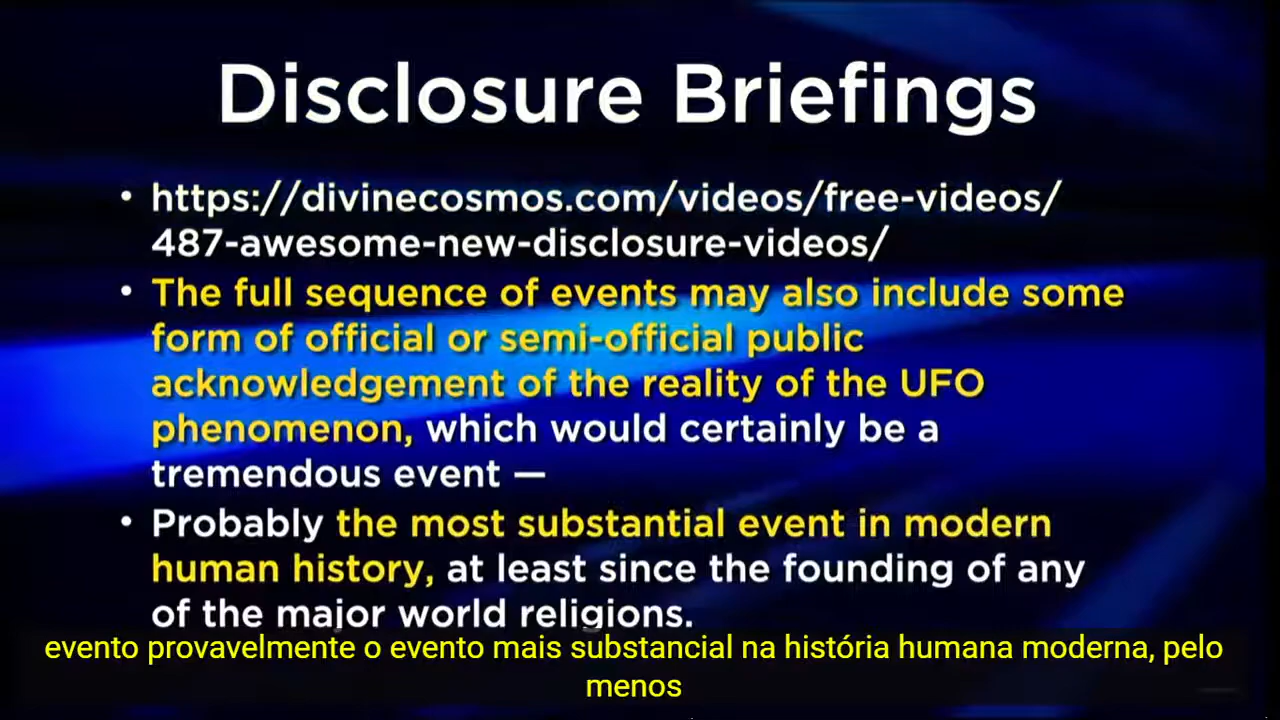 Disclosure Briefings
• https://divinecosmos.com/videos/free-videos/
487-awesome-new-disclosure-videos/
• The full sequence of events may also include some
form of official or semi-official public
acknowledgement of the reality of the UFO
phenomenon, which would certainly be a
tremendous event —
• Probably the most substantial event in modern
human history, at least since the founding of any
of the major world religions.
evento provavelmente o evento mais substancial na história humana moderna, pelo
menos